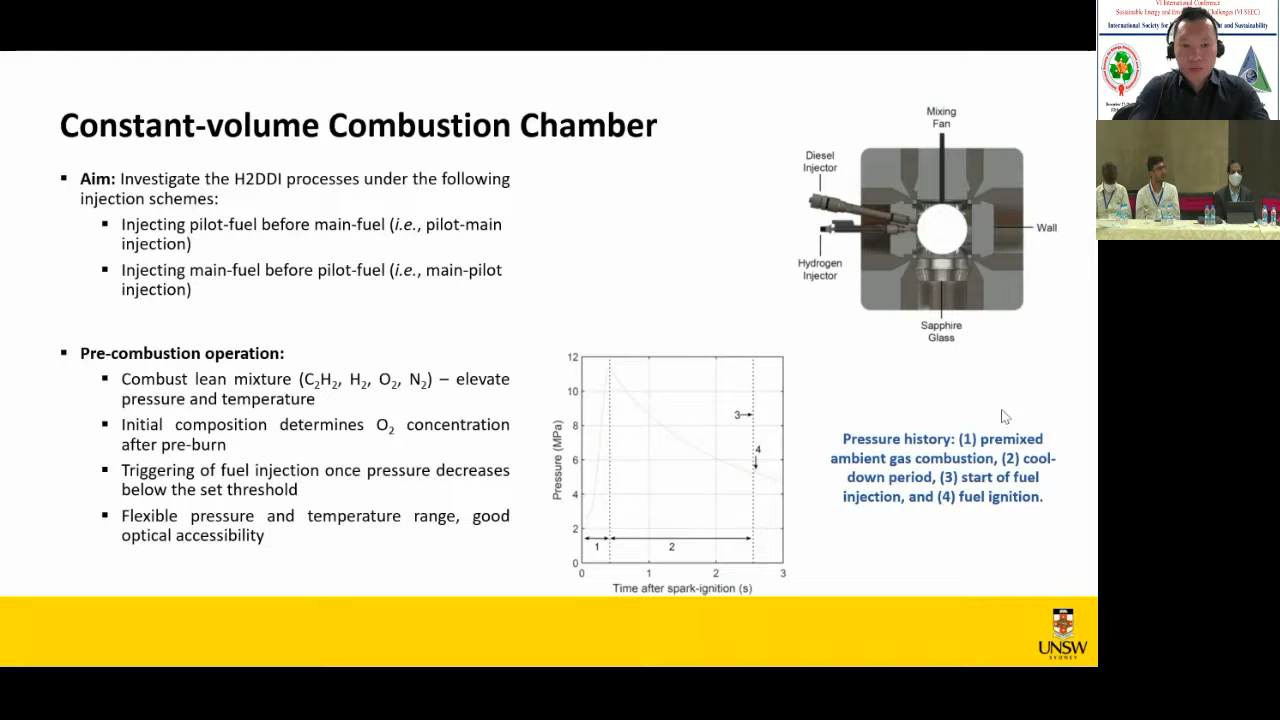 VI International Conference
Sustainable Energy and
Challenges (VI SEEC)
International Society for
and Sustainability
Constant-volume Combustion Chamber
▪ Aim: Investigate the H2DDI processes under the following
injection schemes:
▪ Injecting pilot-fuel before main-fuel (i.e., pilot-main
injection)
▪ Injecting main-fuel before pilot-fuel (i.e., main-pilot
injection)
▪ Pre-combustion operation:
▪ Combust lean mixture (C₂H₂, H₂, O₂, N₂) – elevate
pressure and temperature
▪ Initial composition determines O₂ concentration
after pre-burn
▪ Triggering of fuel injection once pressure decreases
below the set threshold
▪ Flexible pressure and temperature range, good
optical accessibility
Mixing
Fan
Diesel
Injector
Wall
Hydrogen
Injector
Sapphire
Glass
12
10
8
6
4
2
0
Pressure (MPa)
3
4
1
2
0 1 2 3
Time after spark-ignition (s)
Pressure history: (1) premixed
ambient gas combustion, (2) cool-
down period, (3) start of fuel
injection, and (4) fuel ignition.
UNSW
SYDNEY